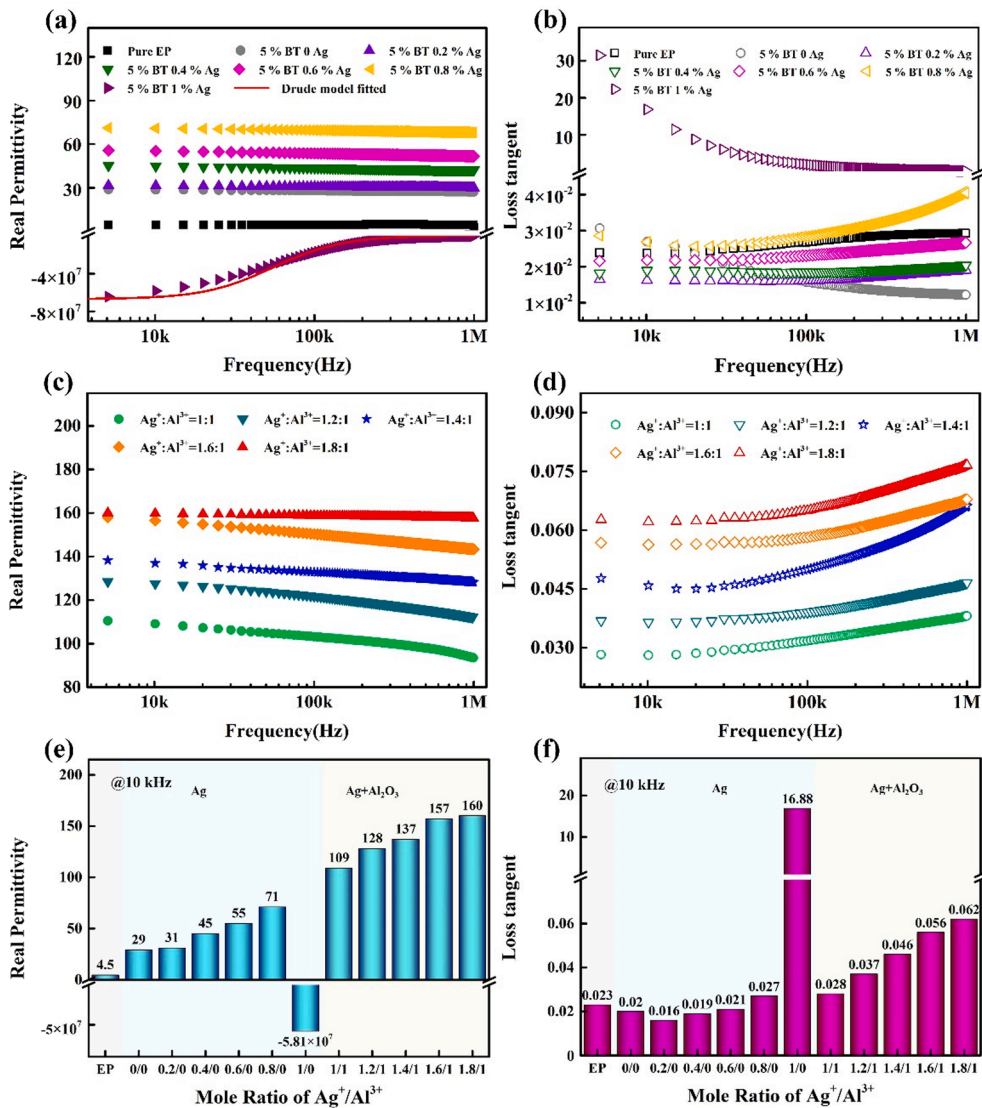 (a)
Pure EP
5 % BT 0 Ag
5 % BT 0.2 % Ag
5 % BT 0.4 % Ag
5 % BT 0.6 % Ag
5 % BT 0.8 % Ag
5 % BT 1 % Ag
Drude model fitted
Real Permittivity
120
90
60
30
-4×10⁷
-8×10⁷
10k
100k
1M
Frequency(Hz)
(b)
Pure EP
5 % BT 0 Ag
5 % BT 0.2 % Ag
5 % BT 0.4 % Ag
5 % BT 0.6 % Ag
5 % BT 0.8 % Ag
5 % BT 1 % Ag
Loss tangent
30
20
10
4×10⁻²
3×10⁻²
2×10⁻²
1×10⁻²
10k
100k
1M
Frequency(Hz)
(c)
Ag⁺:Al³⁺=1:1
Ag⁺:Al³⁺=1.2:1
Ag⁺:Al³⁺=1.4:1
Ag⁺:Al³⁺=1.6:1
Ag⁺:Al³⁺=1.8:1
Real Permittivity
200
180
160
140
120
100
80
10k
100k
1M
Frequency(Hz)
(d)
Ag⁺:Al³⁺=1:1
Ag⁺:Al³⁺=1.2:1
Ag⁺:Al³⁺=1.4:1
Ag⁺:Al³⁺=1.6:1
Ag⁺:Al³⁺=1.8:1
Loss tangent
0.090
0.075
0.060
0.045
0.030
10k
100k
1M
Frequency(Hz)
(e)
@10 kHz
Ag
Ag+Al₂O₃
Real Permittivity
200
150
100
50
0
-5×10⁷
4.5
29
31
45
55
71
-5.81×10⁷
109
128
137
157
160
EP 0/0 0.2/0 0.4/0 0.6/0 0.8/0 1/0 1/1 1.2/1 1.4/1 1.6/1 1.8/1
Mole Ratio of Ag⁺/Al³⁺
(f)
@10 kHz
Ag
Ag+Al₂O₃
Loss tangent
20
10
0.06
0.04
0.02
0
0.023
0.02
0.016
0.019
0.021
0.027
16.88
0.028
0.037
0.046
0.056
0.062
EP 0/0 0.2/0 0.4/0 0.6/0 0.8/0 1/0 1/1 1.2/1 1.4/1 1.6/1 1.8/1
Mole Ratio of Ag⁺/Al³⁺